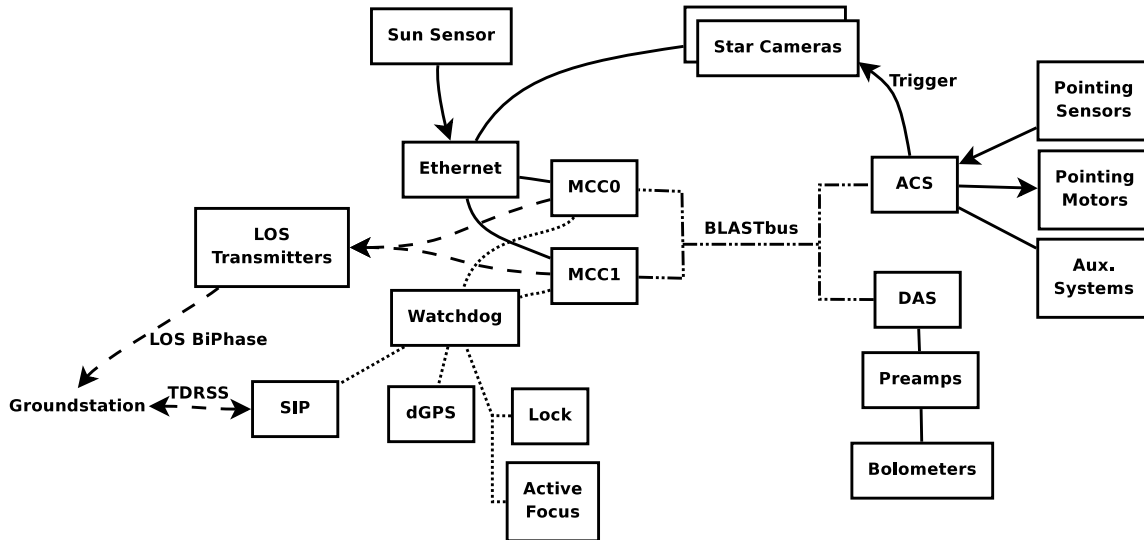 Sun Sensor
Star Cameras
Trigger
Pointing
Sensors
Ethernet
MCC0
ACS
Pointing
Motors
LOS
Transmitters
BLASTbus
MCC1
Aux.
Systems
DAS
Watchdog
LOS BiPhase
Preamps
TDRSS
Groundstation
SIP
dGPS
Lock
Bolometers
Active
Focus